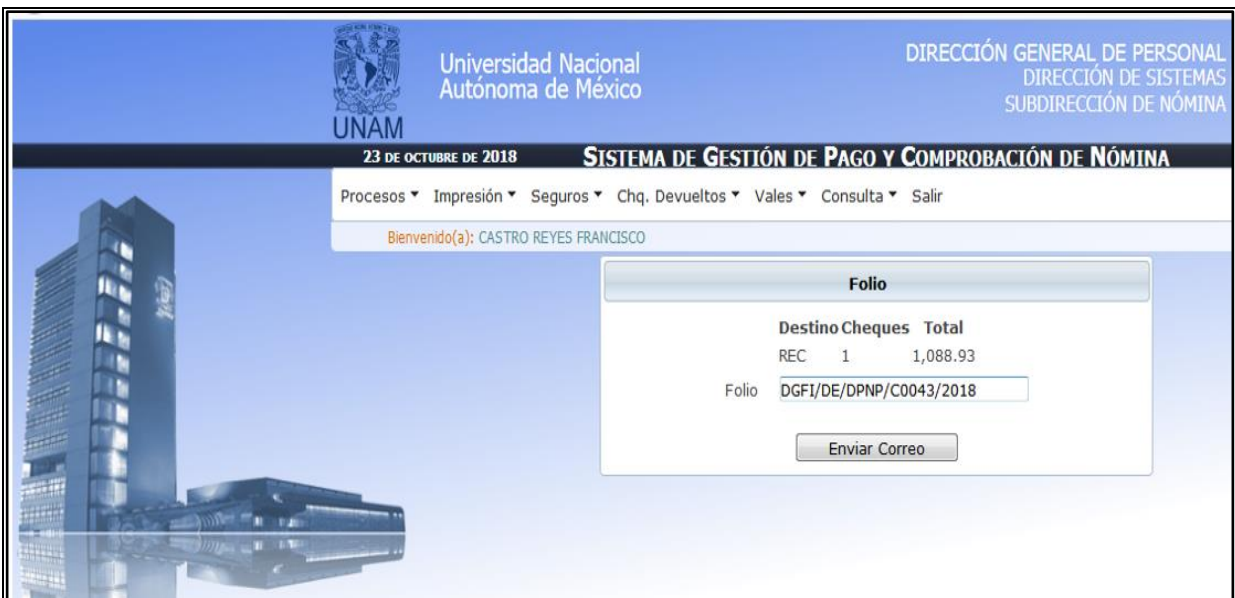 Universidad Nacional
Autónoma de México
UNAM
DIRECCIÓN GENERAL DE PERSONAL
DIRECCIÓN DE SISTEMAS
SUBDIRECCIÓN DE NÓMINA
23 DE OCTUBRE DE 2018 SISTEMA DE GESTIÓN DE PAGO Y COMPROBACIÓN DE NÓMINA
Procesos Impresión Seguros Chq. Devueltos Vales Consulta Salir
Bienvenido(a): CASTRO REYES FRANCISCO
Folio
Destino Cheques Total
REC 1 1,088.93
Folio DGFI/DE/DPNP/C0043/2018
Enviar Correo